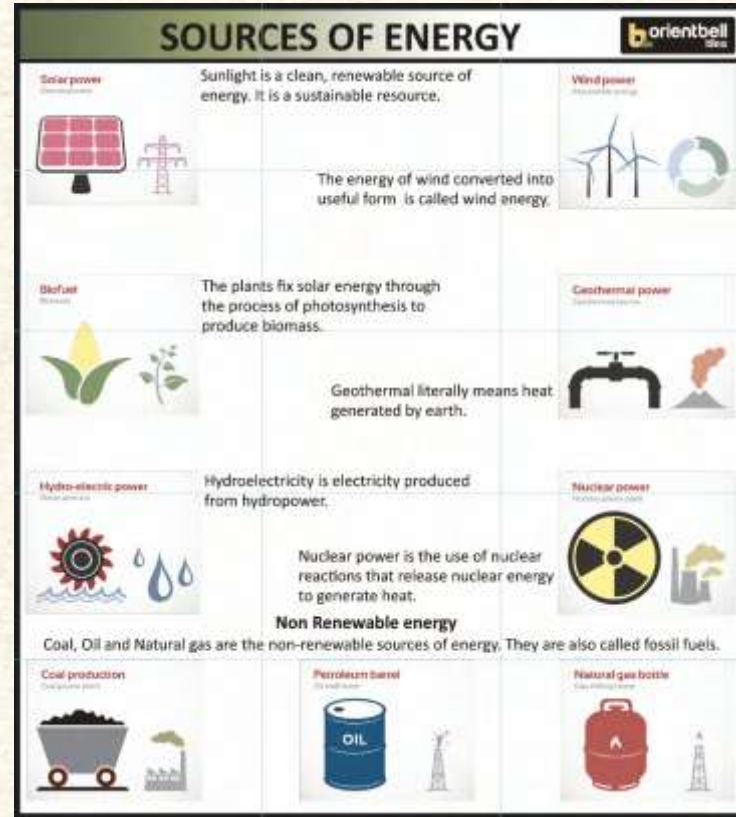 SOURCES OF ENERGY
orientbell
tiles
Solar power
Sunlight is a clean, renewable source of
energy. It is a sustainable resource.
Wind power
Renewable energy
The energy of wind converted into
useful form is called wind energy.
Biofuel
Biomass
The plants fix solar energy through
the process of photosynthesis to
produce biomass.
Geothermal power
Geothermal literally means heat
generated by earth.
Hydro-electric power
Hydroelectricity is electricity produced
from hydropower.
Nuclear power
Nuclear power is the use of nuclear
reactions that release nuclear energy
to generate heat.
Non Renewable energy
Coal, Oil and Natural gas are the non-renewable sources of energy. They are also called fossil fuels.
Coal production
Petroleum barrel
OIL
Natural gas bottle